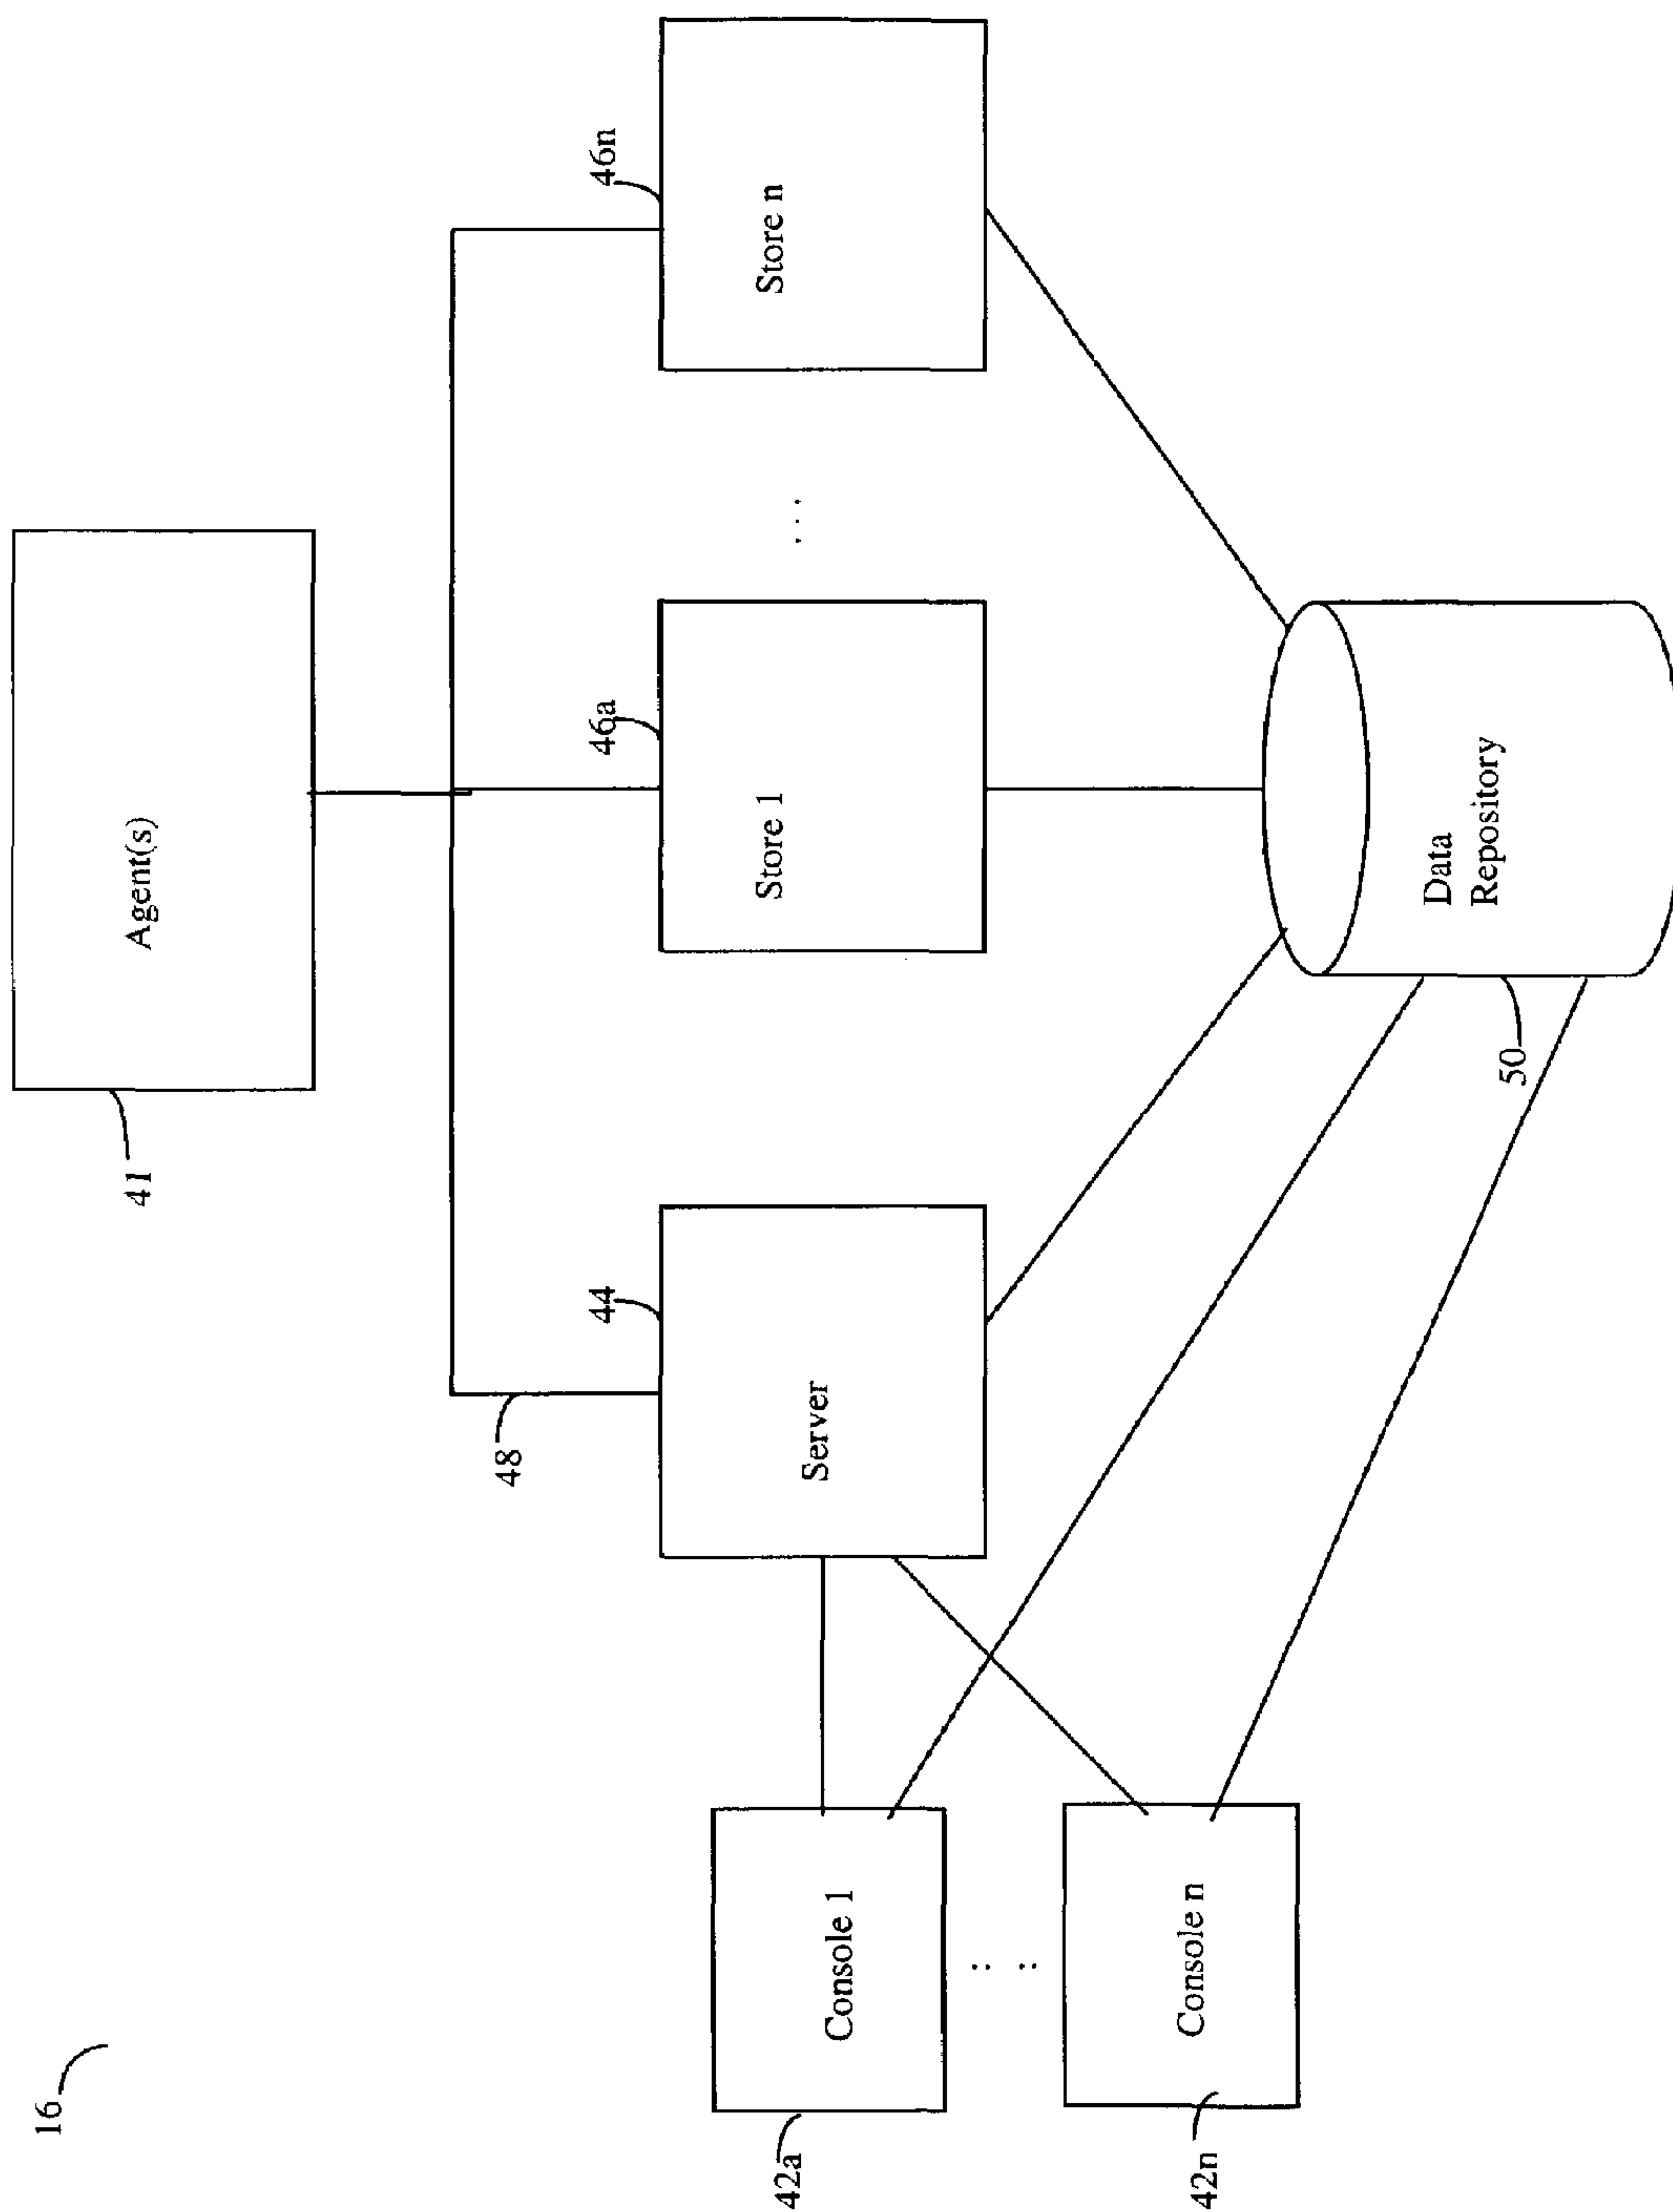 16
41
Agent(s)
48
44
46a
46n
Server
Store 1
...
Store n
42a
Console 1
42n
Console n
50
Data
Repository